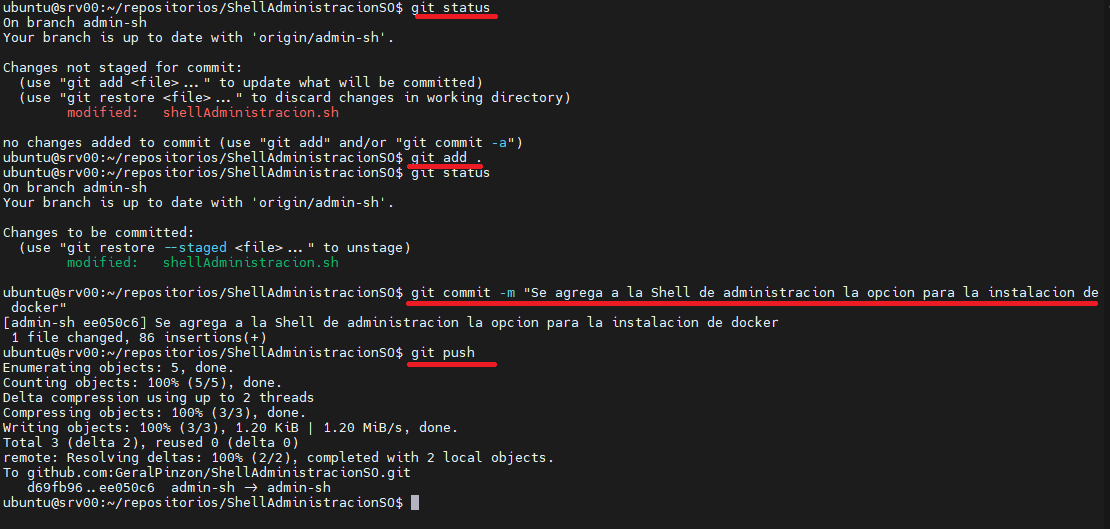 ubuntu@srv00:~/repositorios/ShellAdministracionSO$ git status
On branch admin-sh
Your branch is up to date with 'origin/admin-sh'.
Changes not staged for commit:
(use "git add <file>..." to update what will be committed)
(use "git restore <file>..." to discard changes in working directory)
modified: shellAdministracion.sh
no changes added to commit (use "git add" and/or "git commit -a")
ubuntu@srv00:~/repositorios/ShellAdministracionSO$ git add .
ubuntu@srv00:~/repositorios/ShellAdministracionSO$ git status
On branch admin-sh
Your branch is up to date with 'origin/admin-sh'.
Changes to be committed:
(use "git restore --staged <file>..." to unstage)
modified: shellAdministracion.sh
ubuntu@srv00:~/repositorios/ShellAdministracionSO$ git commit -m "Se agrega a la Shell de administracion la opcion para la instalacion de
docker"
[admin-sh ee050c6] Se agrega a la Shell de administracion la opcion para la instalacion de docker
1 file changed, 86 insertions(+)
ubuntu@srv00:~/repositorios/ShellAdministracionSO$ git push
Enumerating objects: 5, done.
Counting objects: 100% (5/5), done.
Delta compression using up to 2 threads
Compressing objects: 100% (3/3), done.
Writing objects: 100% (3/3), 1.20 KiB | 1.20 MiB/s, done.
Total 3 (delta 2), reused 0 (delta 0)
remote: Resolving deltas: 100% (2/2), completed with 2 local objects.
To github.com:GeralPinzon/ShellAdministracionSO.git
d69fb96..ee050c6 admin-sh -> admin-sh
ubuntu@srv00:~/repositorios/ShellAdministracionSO$